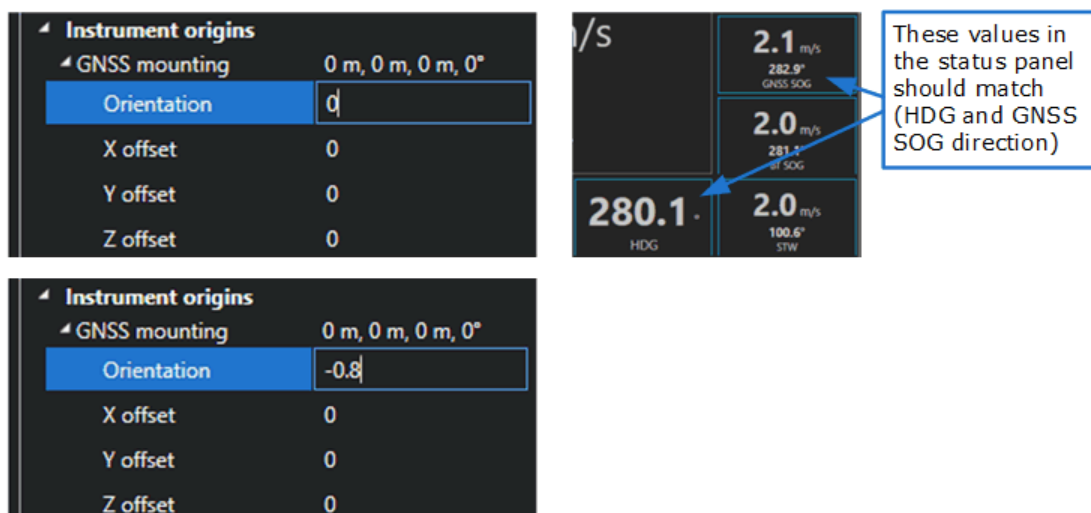 Instrument origins
GNSS mounting 0 m, 0 m, 0 m, 0°
Orientation 0
X offset 0
Y offset 0
Z offset 0
/s
2.1 m/s
282.9°
GNSS SOG
2.0 m/s
281.1°
BT SOG
280.1 °
HDG
2.0 m/s
100.6°
STW
These values in
the status panel
should match
(HDG and GNSS
SOG direction)
Instrument origins
GNSS mounting 0 m, 0 m, 0 m, 0°
Orientation -0.8
X offset 0
Y offset 0
Z offset 0